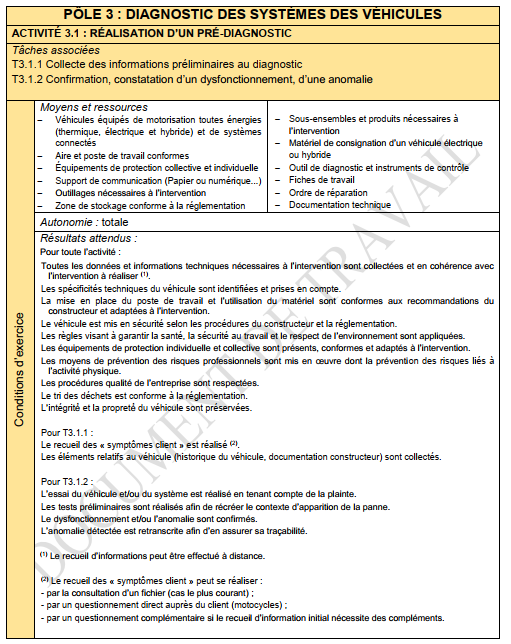 PÔLE 3 : DIAGNOSTIC DES SYSTÈMES DES VÉHICULES
ACTIVITÉ 3.1 : RÉALISATION D'UN PRÉ-DIAGNOSTIC
Tâches associées
T3.1.1 Collecte des informations préliminaires au diagnostic
T3.1.2 Confirmation, constatation d'un dysfonctionnement, d'une anomalie
Conditions d'exercice
Moyens et ressources
– Véhicules équipés de motorisation toutes énergies
(thermique, électrique et hybride) et de systèmes
connectés
– Aire et poste de travail conformes
– Équipements de protection collective et individuelle
– Support de communication (Papier ou numérique...)
– Outillages nécessaires à l'intervention
– Zone de stockage conforme à la réglementation
– Sous-ensembles et produits nécessaires à
l'intervention
– Matériel de consignation d'un véhicule électrique
ou hybride
– Outil de diagnostic et instruments de contrôle
– Fiches de travail
– Ordre de réparation
– Documentation technique
Autonomie : totale
Résultats attendus :
Pour toute l'activité :
Toutes les données et informations techniques nécessaires à l'intervention sont collectées et en cohérence avec
l'intervention à réaliser (1).
Les spécificités techniques du véhicule sont identifiées et prises en compte.
La mise en place du poste de travail et l'utilisation du matériel sont conformes aux recommandations du
constructeur et adaptées à l'intervention.
Le véhicule est mis en sécurité selon les procédures du constructeur et la réglementation.
Les règles visant à garantir la santé, la sécurité au travail et le respect de l'environnement sont appliquées.
Les équipements de protection individuelle et collective sont présents, conformes et adaptés à l'intervention.
Les moyens de prévention des risques professionnels sont mis en œuvre dont la prévention des risques liés à
l'activité physique.
Les procédures qualité de l'entreprise sont respectées.
Le tri des déchets est conforme à la réglementation.
L'intégrité et la propreté du véhicule sont préservées.
Pour T3.1.1 :
Le recueil des « symptômes client » est réalisé (2).
Les éléments relatifs au véhicule (historique du véhicule, documentation constructeur) sont collectés.
Pour T3.1.2 :
L'essai du véhicule et/ou du système est réalisé en tenant compte de la plainte.
Les tests préliminaires sont réalisés afin de récréer le contexte d'apparition de la panne.
Le dysfonctionnement et/ou l'anomalie sont confirmés.
L'anomalie détectée est retranscrite afin d'en assurer sa traçabilité.
(1) Le recueil d'informations peut être effectué à distance.
(2) Le recueil des « symptômes client » peut se réaliser :
- par la consultation d'un fichier (cas le plus courant) ;
- par un questionnement direct auprès du client (motocycles) ;
- par un questionnement complémentaire si le recueil d'information initial nécessite des compléments.
DOCUMENT DE TRAVAIL